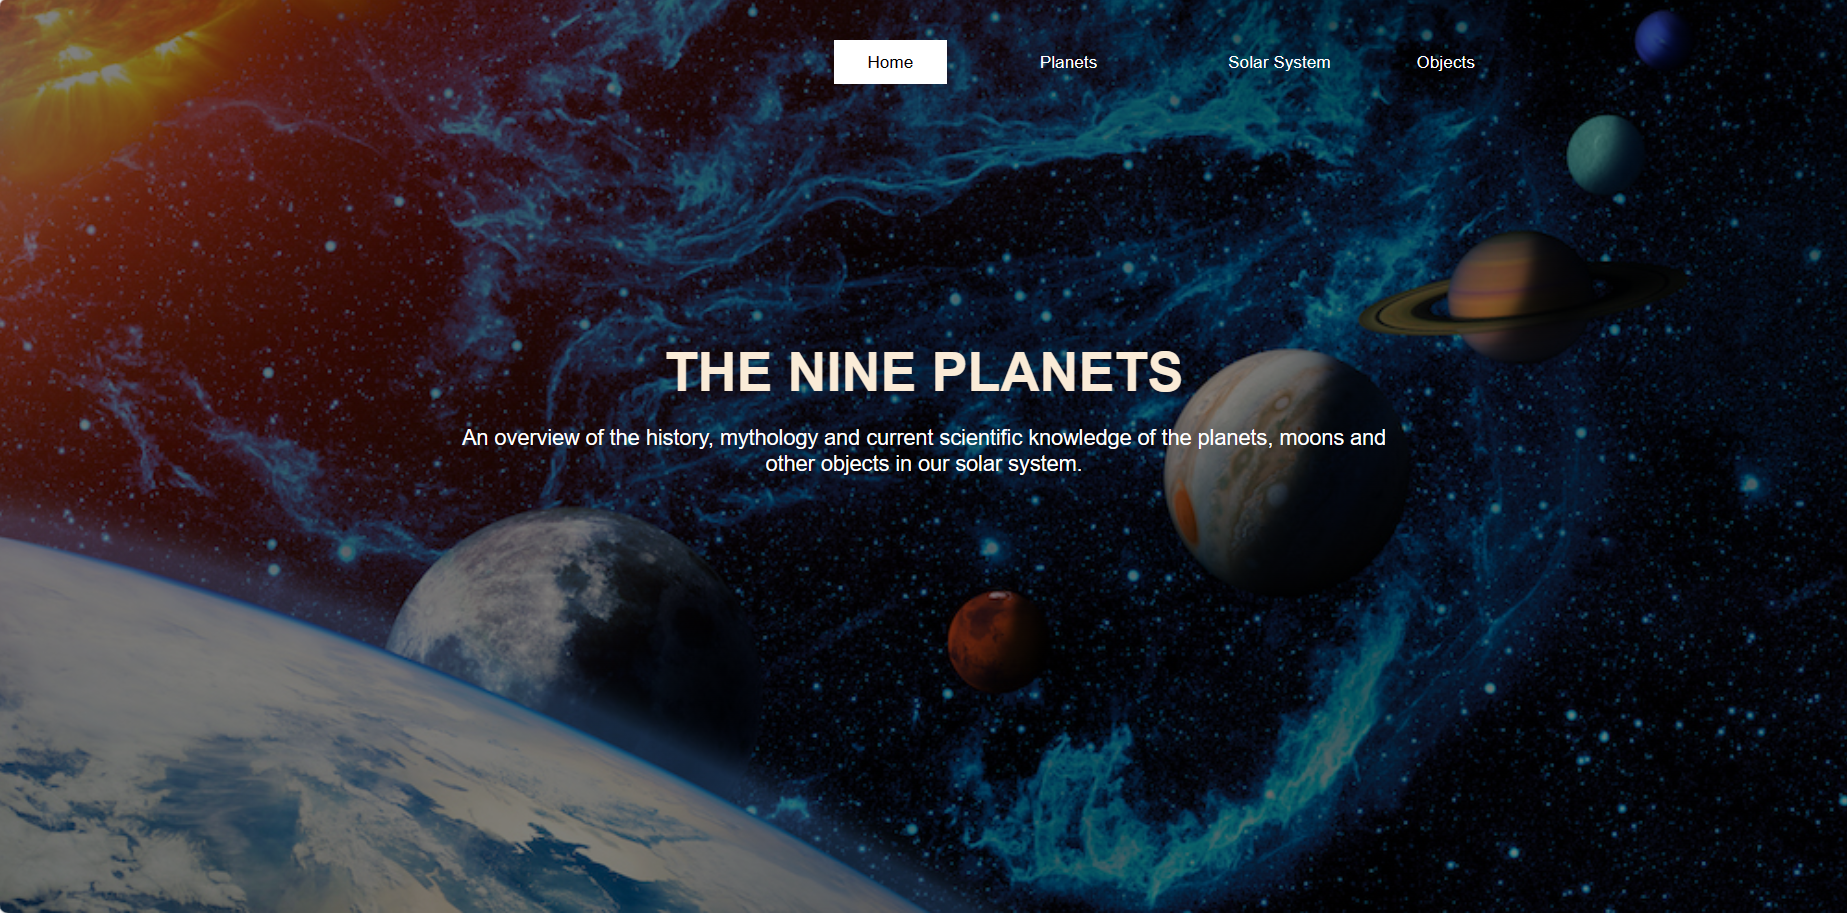 Home Planets Solar System Objects
THE NINE PLANETS
An overview of the history, mythology and current scientific knowledge of the planets, moons and
other objects in our solar system.